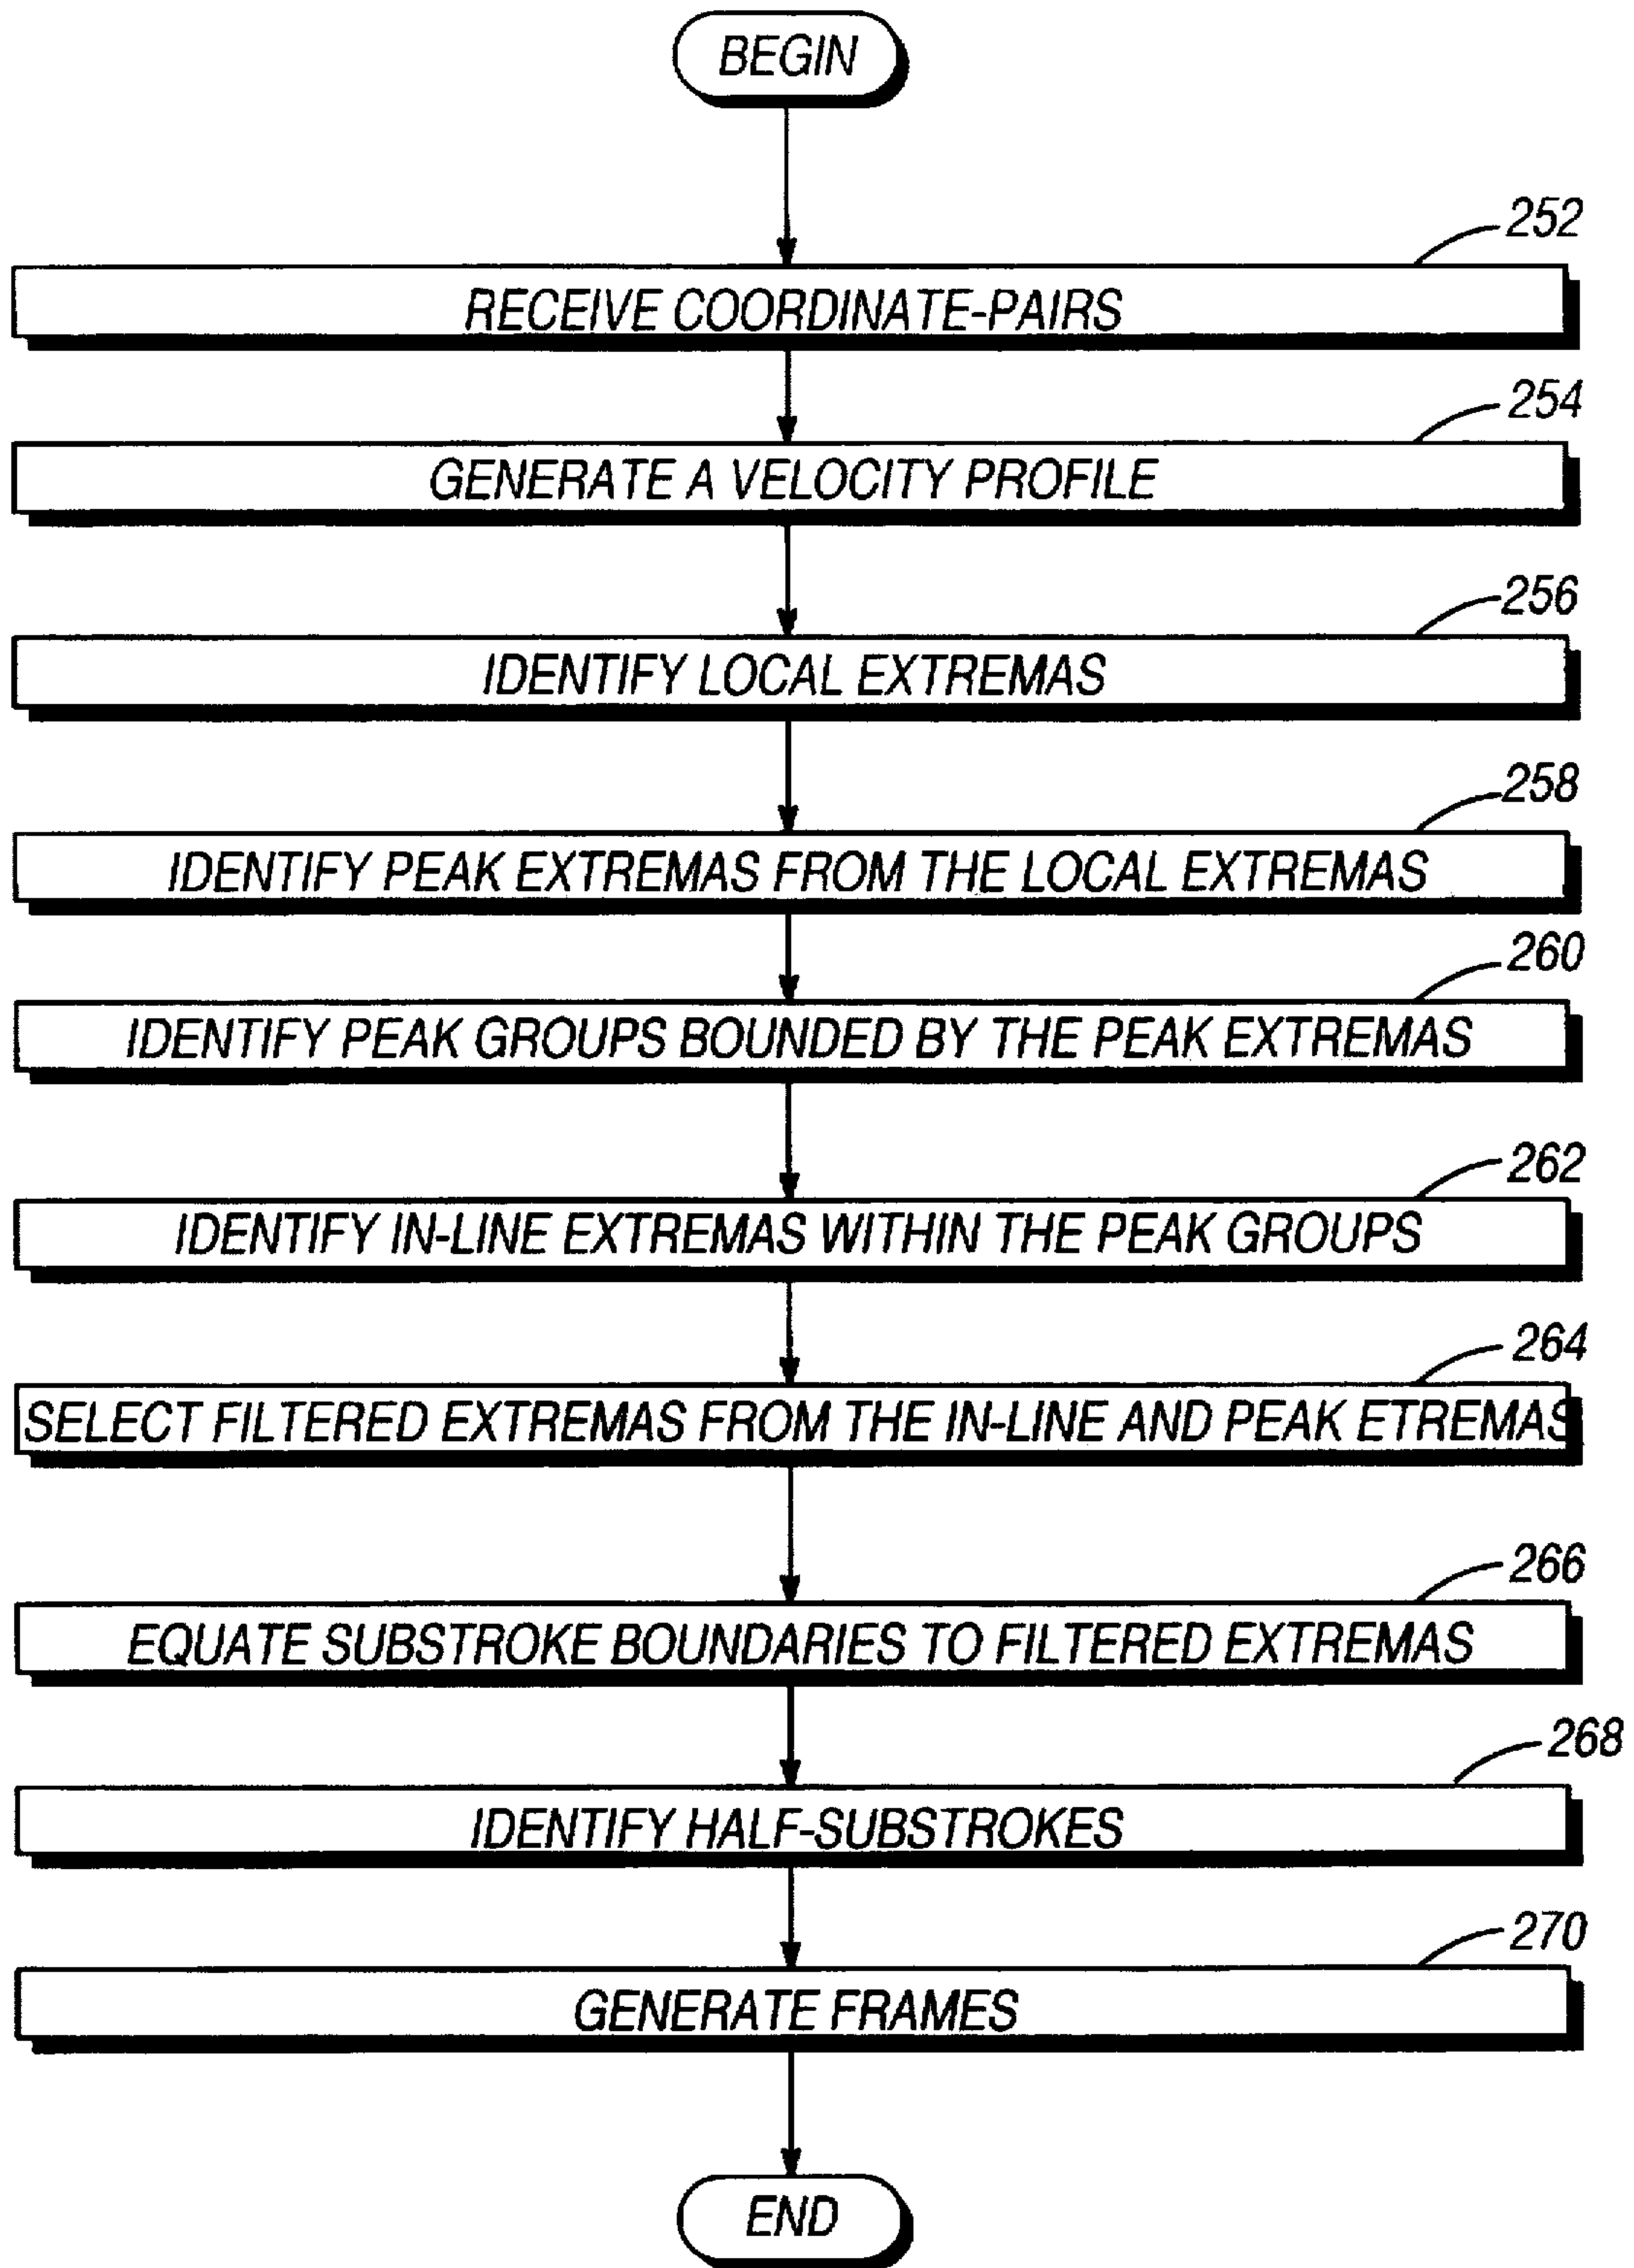 BEGIN
252
RECEIVE COORDINATE-PAIRS
254
GENERATE A VELOCITY PROFILE
256
IDENTIFY LOCAL EXTREMAS
258
IDENTIFY PEAK EXTREMAS FROM THE LOCAL EXTREMAS
260
IDENTIFY PEAK GROUPS BOUNDED BY THE PEAK EXTREMAS
262
IDENTIFY IN-LINE EXTREMAS WITHIN THE PEAK GROUPS
264
SELECT FILTERED EXTREMAS FROM THE IN-LINE AND PEAK ETREMAS
266
EQUATE SUBSTROKE BOUNDARIES TO FILTERED EXTREMAS
268
IDENTIFY HALF-SUBSTROKES
270
GENERATE FRAMES
END